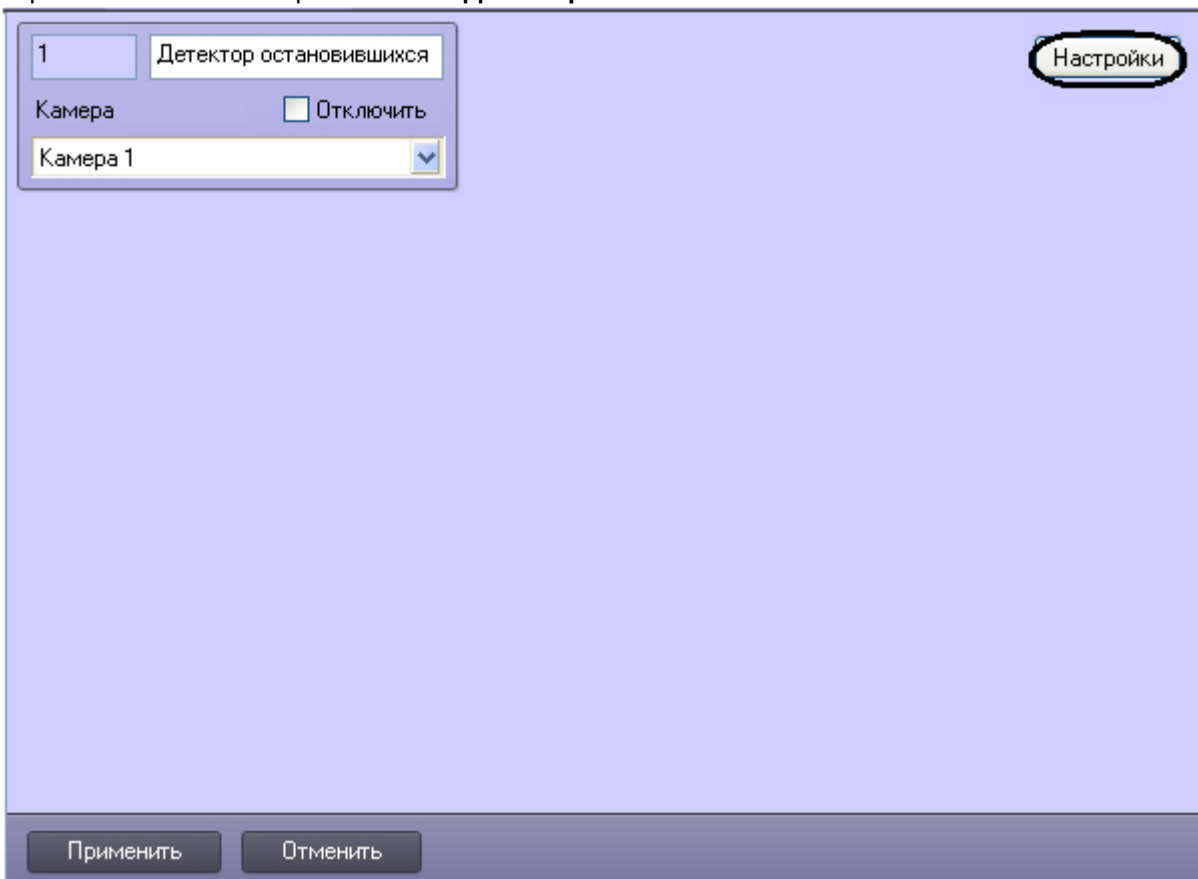 1
Детектор остановившихся
Настройки
Камера
Отключить
Камера 1
Применить
Отменить